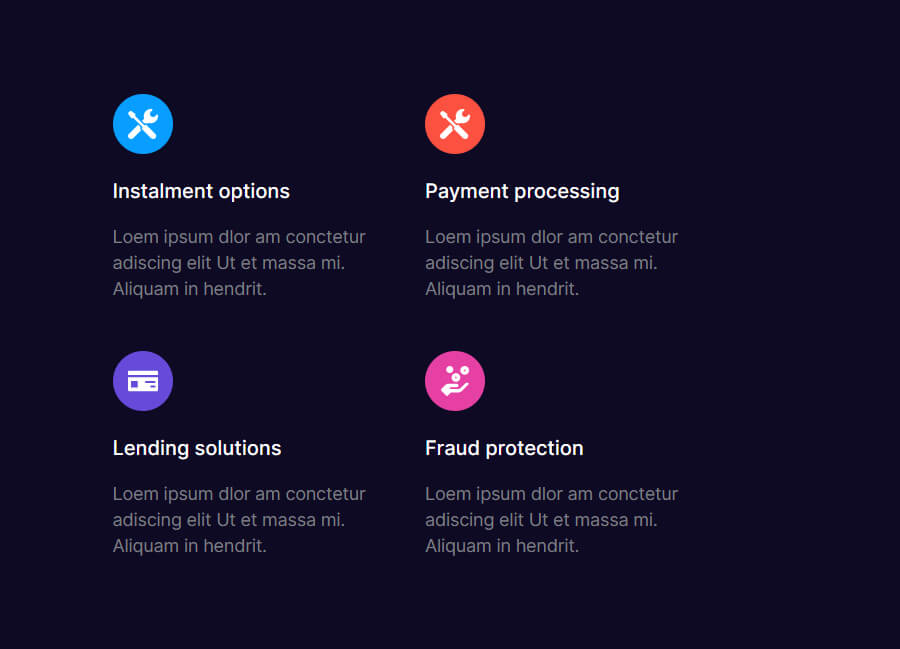 Instalment options
Loem ipsum dlor am conctetur
adiscing elit Ut et massa mi.
Aliquam in hendrit.
Payment processing
Loem ipsum dlor am conctetur
adiscing elit Ut et massa mi.
Aliquam in hendrit.
Lending solutions
Loem ipsum dlor am conctetur
adiscing elit Ut et massa mi.
Aliquam in hendrit.
Fraud protection
Loem ipsum dlor am conctetur
adiscing elit Ut et massa mi.
Aliquam in hendrit.